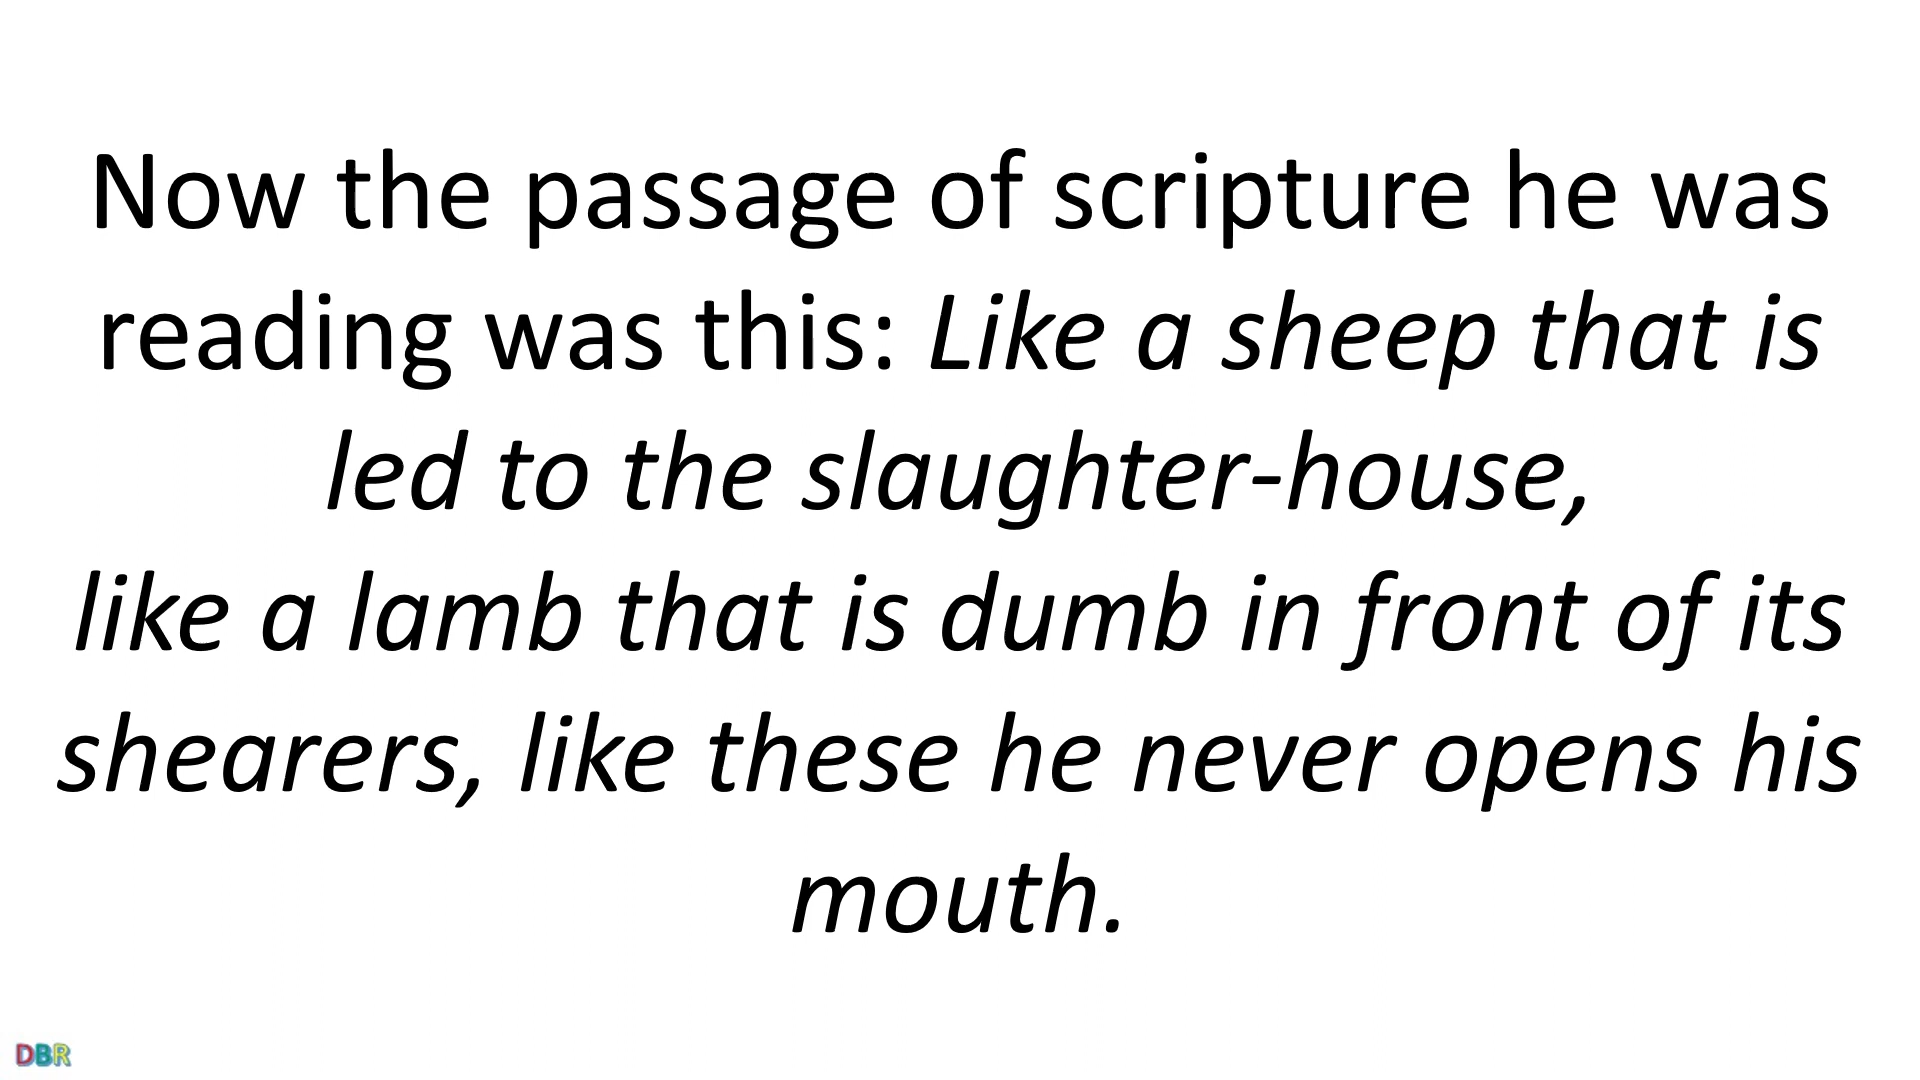 Now the passage of scripture he was
reading was this: Like a sheep that is
led to the slaughter-house,
like a lamb that is dumb in front of its
shearers, like these he never opens his
mouth.
DBR